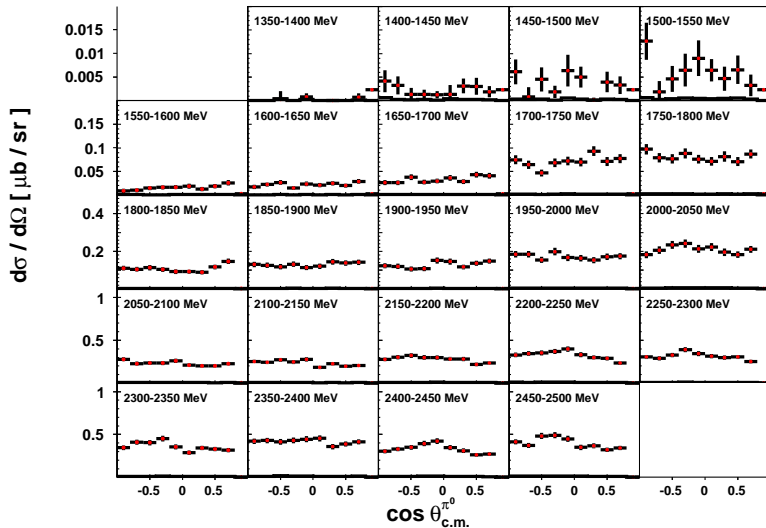 0.015
0.01
0.005
1350-1400 MeV
1400-1450 MeV
1450-1500 MeV
1500-1550 MeV
0.15
0.1
0.05
1550-1600 MeV
1600-1650 MeV
1650-1700 MeV
1700-1750 MeV
1750-1800 MeV
0.4
0.2
1800-1850 MeV
1850-1900 MeV
1900-1950 MeV
1950-2000 MeV
2000-2050 MeV
1
0.5
2050-2100 MeV
2100-2150 MeV
2150-2200 MeV
2200-2250 MeV
2250-2300 MeV
1
0.5
2300-2350 MeV
2350-2400 MeV
2400-2450 MeV
2450-2500 MeV
-0.5 0 0.5
-0.5 0 0.5
-0.5 0 0.5
-0.5 0 0.5
-0.5 0 0.5
dσ / dΩ [ μb / sr ]
cos θ^{π^0}_{c.m.}